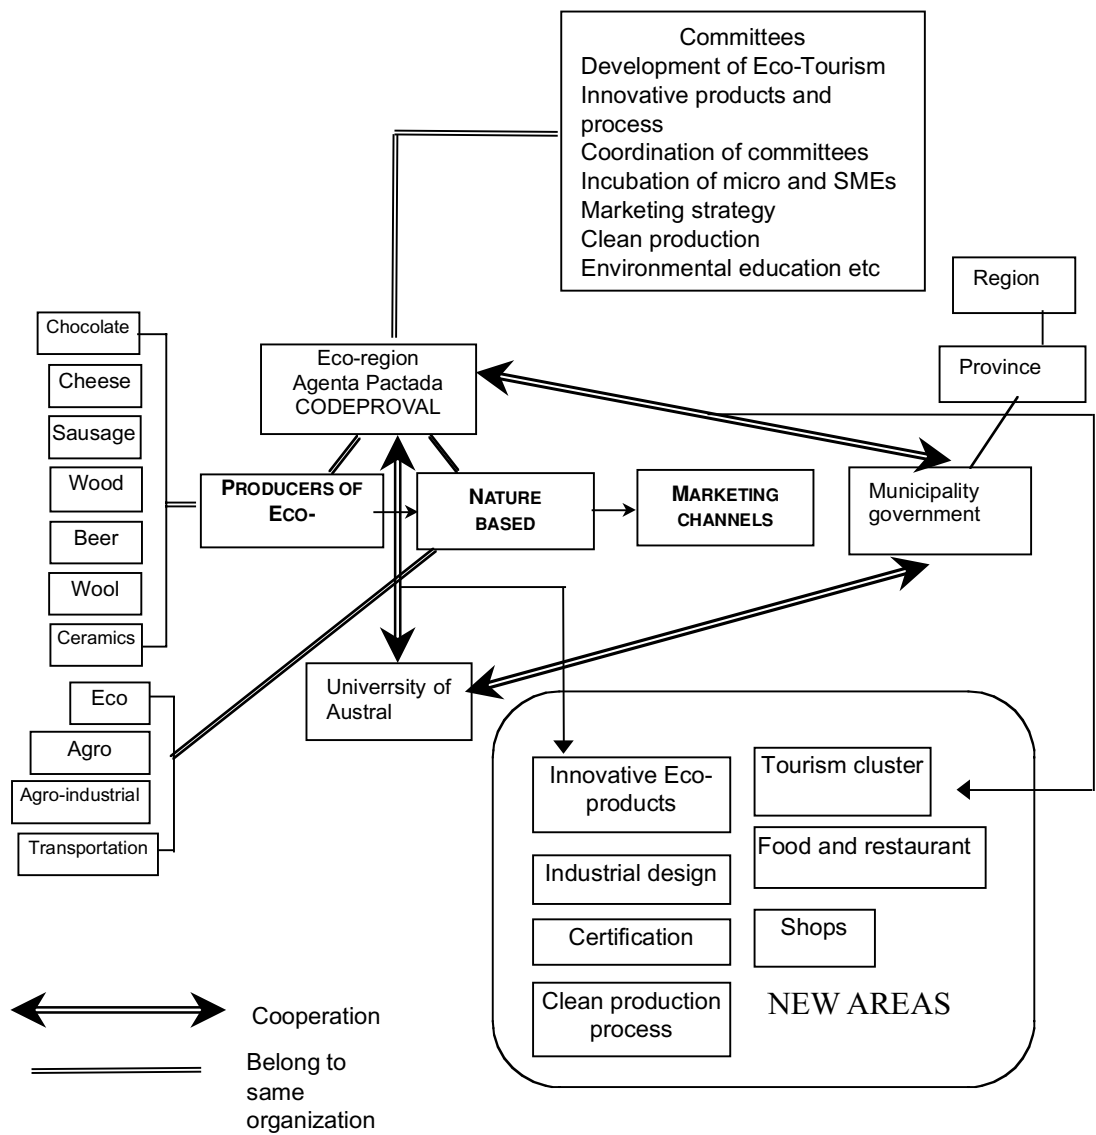 Committees
Development of Eco-Tourism
Innovative products and
process
Coordination of committees
Incubation of micro and SMEs
Marketing strategy
Clean production
Environmental education etc
Region
Province
Chocolate
Cheese
Sausage
Wood
Beer
Wool
Ceramics
Eco-region
Agenta Pactada
CODEPROVAL
PRODUCERS OF
ECO-
NATURE
BASED
MARKETING
CHANNELS
Municipality
government
Eco
Agro
Agro-industrial
Transportation
Univerrsity of
Austral
Innovative Eco-
products
Industrial design
Certification
Clean production
process
Tourism cluster
Food and restaurant
Shops
NEW AREAS
Cooperation
Belong to
same
organization